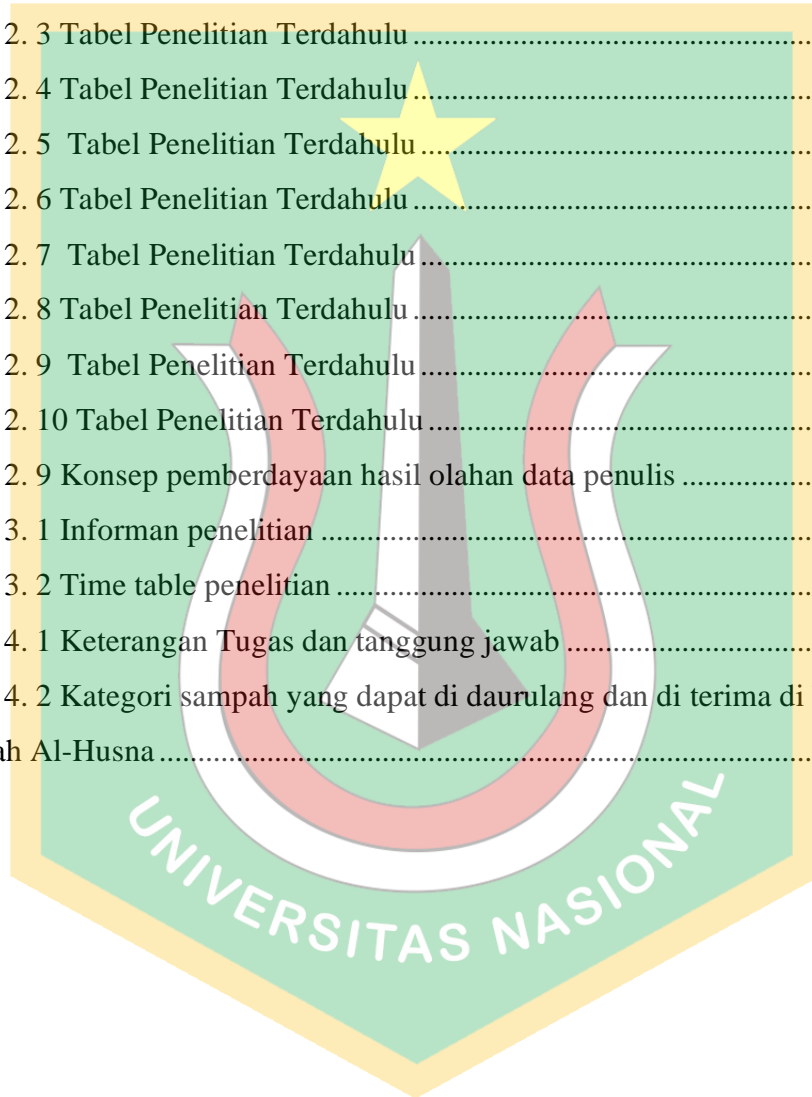 2. 3 Tabel Penelitian Terdahulu
2. 4 Tabel Penelitian Terdahulu
2. 5 Tabel Penelitian Terdahulu
2. 6 Tabel Penelitian Terdahulu
2. 7 Tabel Penelitian Terdahulu
2. 8 Tabel Penelitian Terdahulu
2. 9 Tabel Penelitian Terdahulu
2. 10 Tabel Penelitian Terdahulu
2. 9 Konsep pemberdayaan hasil olahan data penulis
3. 1 Informan penelitian
3. 2 Time table penelitian
4. 1 Keterangan Tugas dan tanggung jawab
4. 2 Kategori sampah yang dapat di daurulang dan di terima di
ah Al-Husna
UNIVERSITAS NASIONAL